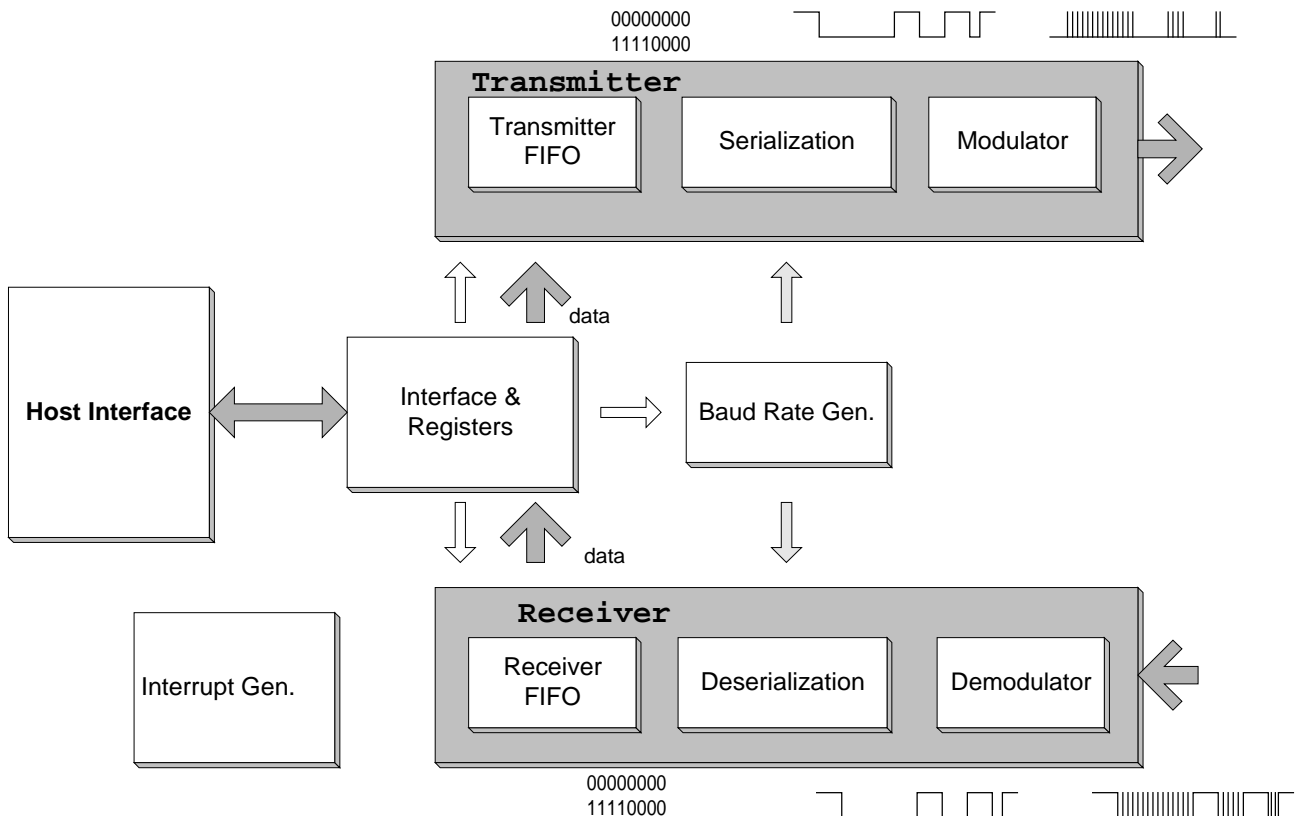 00000000
11110000
Transmitter
Transmitter
FIFO
Serialization
Modulator
data
Host Interface
Interface &
Registers
Baud Rate Gen.
data
Receiver
Interrupt Gen.
Receiver
FIFO
Deserialization
Demodulator
00000000
11110000